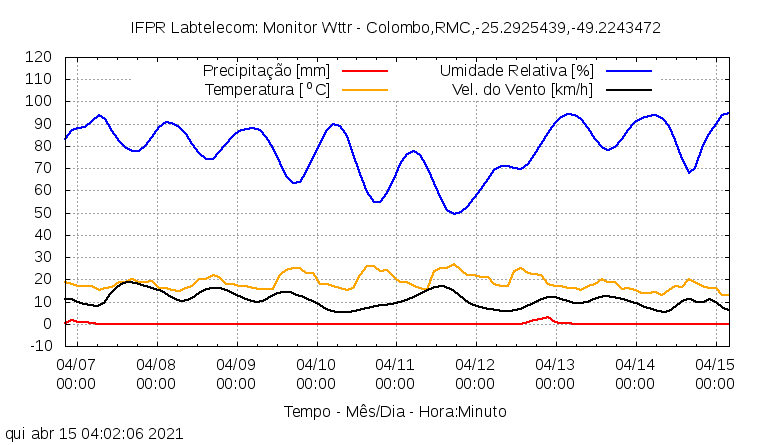 IFPR Labtelecom: Monitor Wttr - Colombo,RMC,-25.2925439,-49.2243472
Precipitação [mm]
Temperatura [ ⁰C]
Umidade Relativa [%]
Vel. do Vento [km/h]
120
110
100
90
80
70
60
50
40
30
20
10
0
-10
04/07 04/08 04/09 04/10 04/11 04/12 04/13 04/14 04/15
00:00 00:00 00:00 00:00 00:00 00:00 00:00 00:00 00:00
Tempo - Mês/Dia - Hora:Minuto
qui abr 15 04:02:06 2021